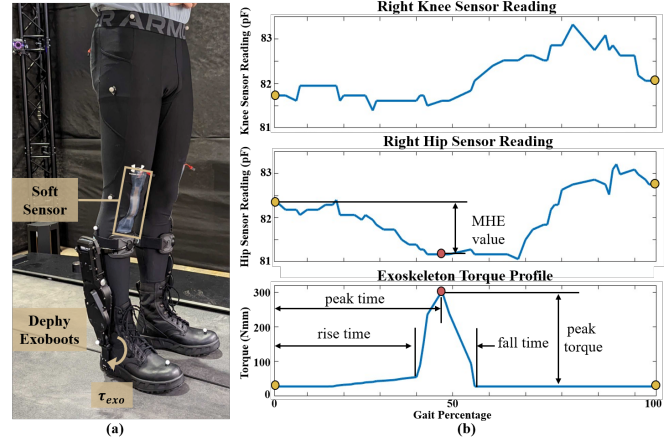 R ARM
Soft
Sensor
Dephy
Exoboots
τexo
(a)
Right Knee Sensor Reading
Knee Sensor Reading (pF)
83
82
81
Right Hip Sensor Reading
Hip Sensor Reading (pF)
83
82
81
MHE
value
Exoskeleton Torque Profile
Torque (Nmm)
300
200
100
0
peak time
rise time
fall time
peak
torque
0
Gait Percentage
100
(b)